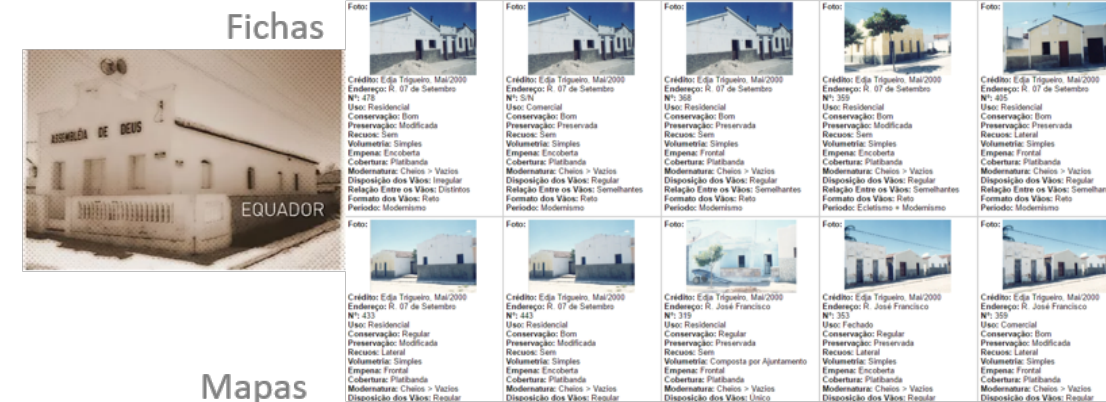 Fichas
ASSEMBLÉIA DE DEUS
EQUADOR
Mapas
Foto:
Crédito: Edja Trigueiro, Mai/2000
Endereço: R. 07 de Setembro
Nº: 478
Uso: Residencial
Conservação: Bom
Preservação: Modificada
Recuos: Sem
Volumetria: Simples
Empena: Encoberta
Cobertura: Platibanda
Modernatura: Cheios > Vazios
Disposição dos Vãos: Irregular
Relação Entre os Vãos: Distintos
Formato dos Vãos: Reto
Período: Modernismo
Foto:
Crédito: Edja Trigueiro, Mai/2000
Endereço: R. 07 de Setembro
Nº: S/N
Uso: Comercial
Conservação: Bom
Preservação: Preservada
Recuos: Sem
Volumetria: Simples
Empena: Encoberta
Cobertura: Platibanda
Modernatura: Cheios > Vazios
Disposição dos Vãos: Regular
Relação Entre os Vãos: Semelhantes
Formato dos Vãos: Reto
Período: Modernismo
Foto:
Crédito: Edja Trigueiro, Mai/2000
Endereço: R. 07 de Setembro
Nº: 368
Uso: Residencial
Conservação: Bom
Preservação: Preservada
Recuos: Sem
Volumetria: Simples
Empena: Frontal
Cobertura: Platibanda
Modernatura: Cheios > Vazios
Disposição dos Vãos: Regular
Relação Entre os Vãos: Semelhantes
Formato dos Vãos: Reto
Período: Modernismo
Foto:
Crédito: Edja Trigueiro, Mai/2000
Endereço: R. 07 de Setembro
Nº: 359
Uso: Residencial
Conservação: Bom
Preservação: Modificada
Recuos: Sem
Volumetria: Simples
Empena: Encoberta
Cobertura: Platibanda
Modernatura: Cheios > Vazios
Disposição dos Vãos: Regular
Relação Entre os Vãos: Semelhantes
Formato dos Vãos: Reto
Período: Ecletismo + Modernismo
Foto:
Crédito: Edja Trigueiro, Mai/2000
Endereço: R. 07 de Setembro
Nº: 405
Uso: Residencial
Conservação: Bom
Preservação: Preservada
Recuos: Lateral
Volumetria: Simples
Empena: Frontal
Cobertura: Platibanda
Modernatura: Cheios > Vazios
Disposição dos Vãos: Regular
Relação Entre os Vãos: Semelhan
Formato dos Vãos: Reto
Período: Modernismo
Foto:
Crédito: Edja Trigueiro, Mai/2000
Endereço: R. 07 de Setembro
Nº: 433
Uso: Residencial
Conservação: Regular
Preservação: Modificada
Recuos: Lateral
Volumetria: Simples
Empena: Frontal
Cobertura: Platibanda
Modernatura: Cheios > Vazios
Disposição dos Vãos: Regular
Foto:
Crédito: Edja Trigueiro, Mai/2000
Endereço: R. 07 de Setembro
Nº: 443
Uso: Residencial
Conservação: Bom
Preservação: Modificada
Recuos: Sem
Volumetria: Simples
Empena: Encoberta
Cobertura: Platibanda
Modernatura: Cheios > Vazios
Disposição dos Vãos: Regular
Foto:
Crédito: Edja Trigueiro, Mai/2000
Endereço: R. José Francisco
Nº: 319
Uso: Residencial
Conservação: Regular
Preservação: Preservada
Recuos: Sem
Volumetria: Composta por Ajuntamento
Empena: Frontal
Cobertura: Platibanda
Modernatura: Cheios > Vazios
Disposição dos Vãos: Único
Foto:
Crédito: Edja Trigueiro, Mai/2000
Endereço: R. José Francisco
Nº: 353
Uso: Fechado
Conservação: Regular
Preservação: Preservada
Recuos: Lateral
Volumetria: Simples
Empena: Encoberta
Cobertura: Platibanda
Modernatura: Cheios > Vazios
Disposição dos Vãos: Regular
Foto:
Crédito: Edja Trigueiro, Mai/2000
Endereço: R. José Francisco
Nº: 359
Uso: Comercial
Conservação: Bom
Preservação: Preservada
Recuos: Lateral
Volumetria: Simples
Empena: Frontal
Cobertura: Platibanda
Modernatura: Cheios > Vazios
Disposição dos Vãos: Regular